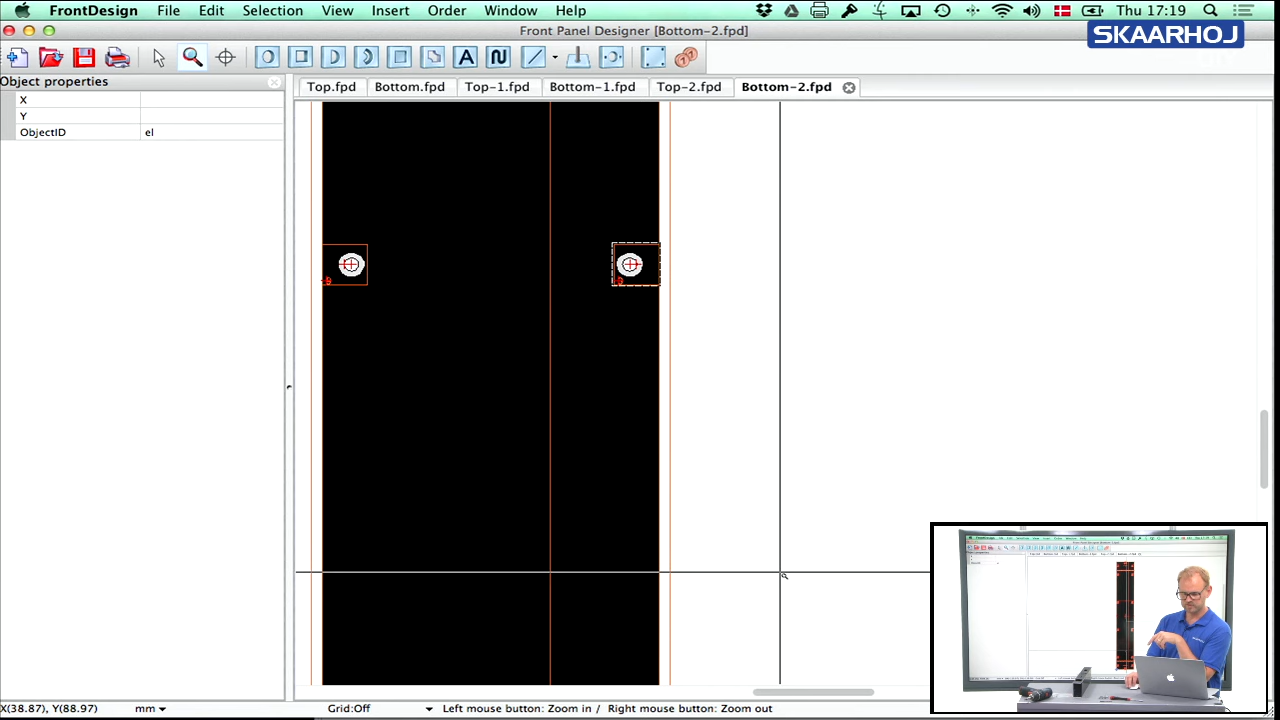 FrontDesign File Edit Selection View Insert Order Window Help Thu 17:19
Front Panel Designer [Bottom-2.fpd]
SKAARHOJ
Object properties
Top.fpd Bottom.fpd Top-1.fpd Bottom-1.fpd Top-2.fpd Bottom-2.fpd
X
Y
ObjectID el
X(38.87), Y(88.97) mm Grid:Off Left mouse button: Zoom in / Right mouse button: Zoom out